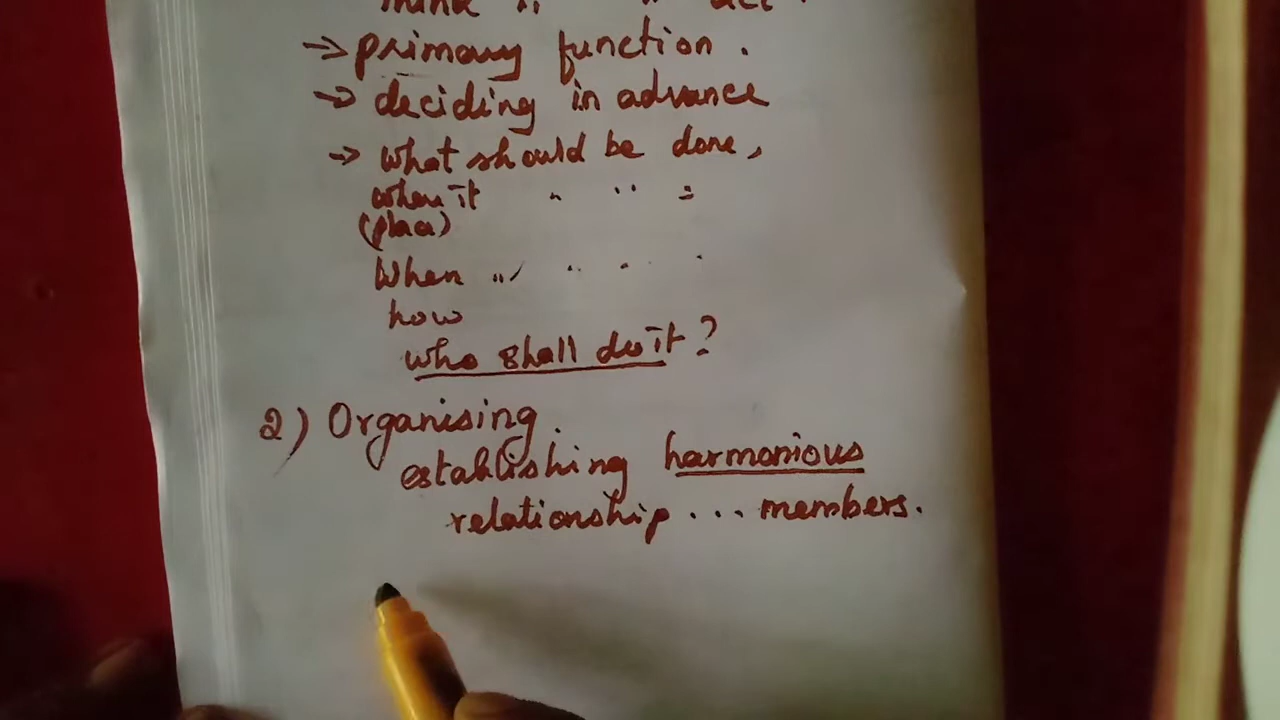 → primary function.
→ deciding in advance
→ what should be done,
when it " " "
(place)
When " " " "
how
who shall do it?
2) Organising.
establishing harmonious
relationship ... members.